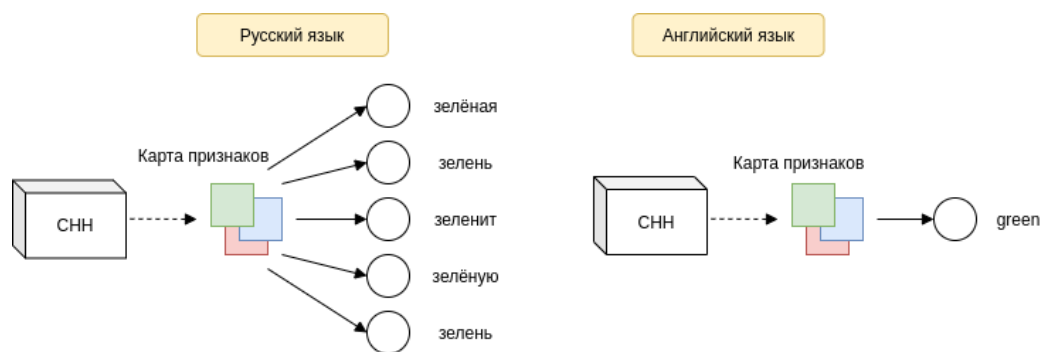 Русский язык
Английский язык
зелёная
Карта признаков
зелень
СНН
зеленит
зелёную
зелень
Карта признаков
СНН
green